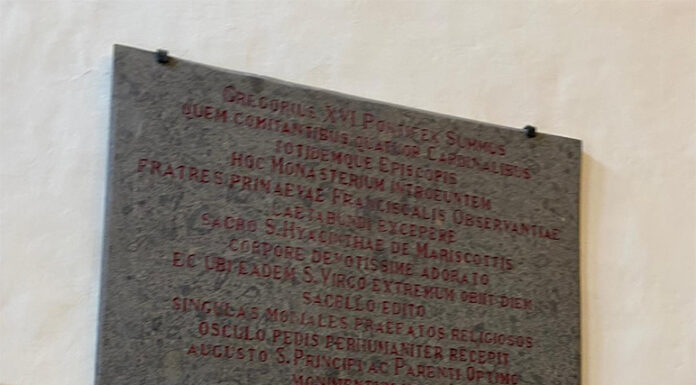 GREGORIUS XVI PONTIFEX SUMMUS
QUEM COMITANTIBUS QUATUOR CARDINALIBUS
TOTIDEMQUE EPISCOPIS
HOC MONASTERIUM INTROEUNTEM
FRATRES PRIMAEVAE FRANCISCALIS OBSERVANTIAE
LAETABUNDI EXCEPERE
SACRO S. HYACINTHAE DE MARISCOTTIS
CORPORE DEVOTISSIME ADORATO
EC UBI EADEM S. VIRGO EXTREMUM OBIIT DIEM
SACELLO EDITO
SINGULAS MONIALES PRAEFATOS RELIGIOSOS
OSCULO PEDIS PERHUMANITER RECEPIT
AUGUSTO S. PRINCIPI AC PARENTI OPTIMO